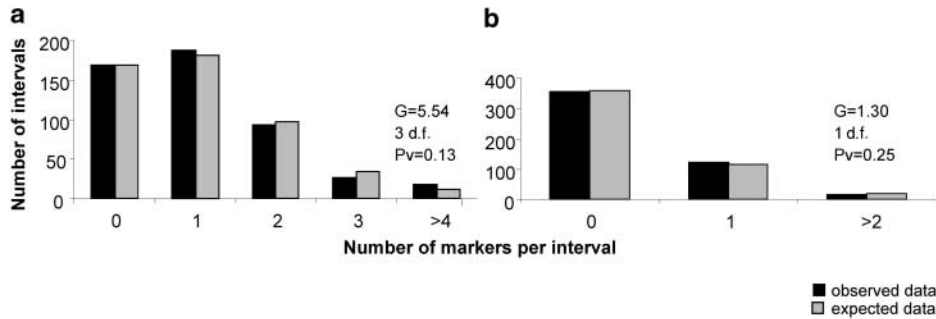 a
b
Number of intervals
200
150
100
50
0
G=5.54
3 d.f.
Pv=0.13
0 1 2 3 >4
400
300
200
100
0
G=1.30
1 d.f.
Pv=0.25
0 1 >2
Number of markers per interval
observed data
expected data